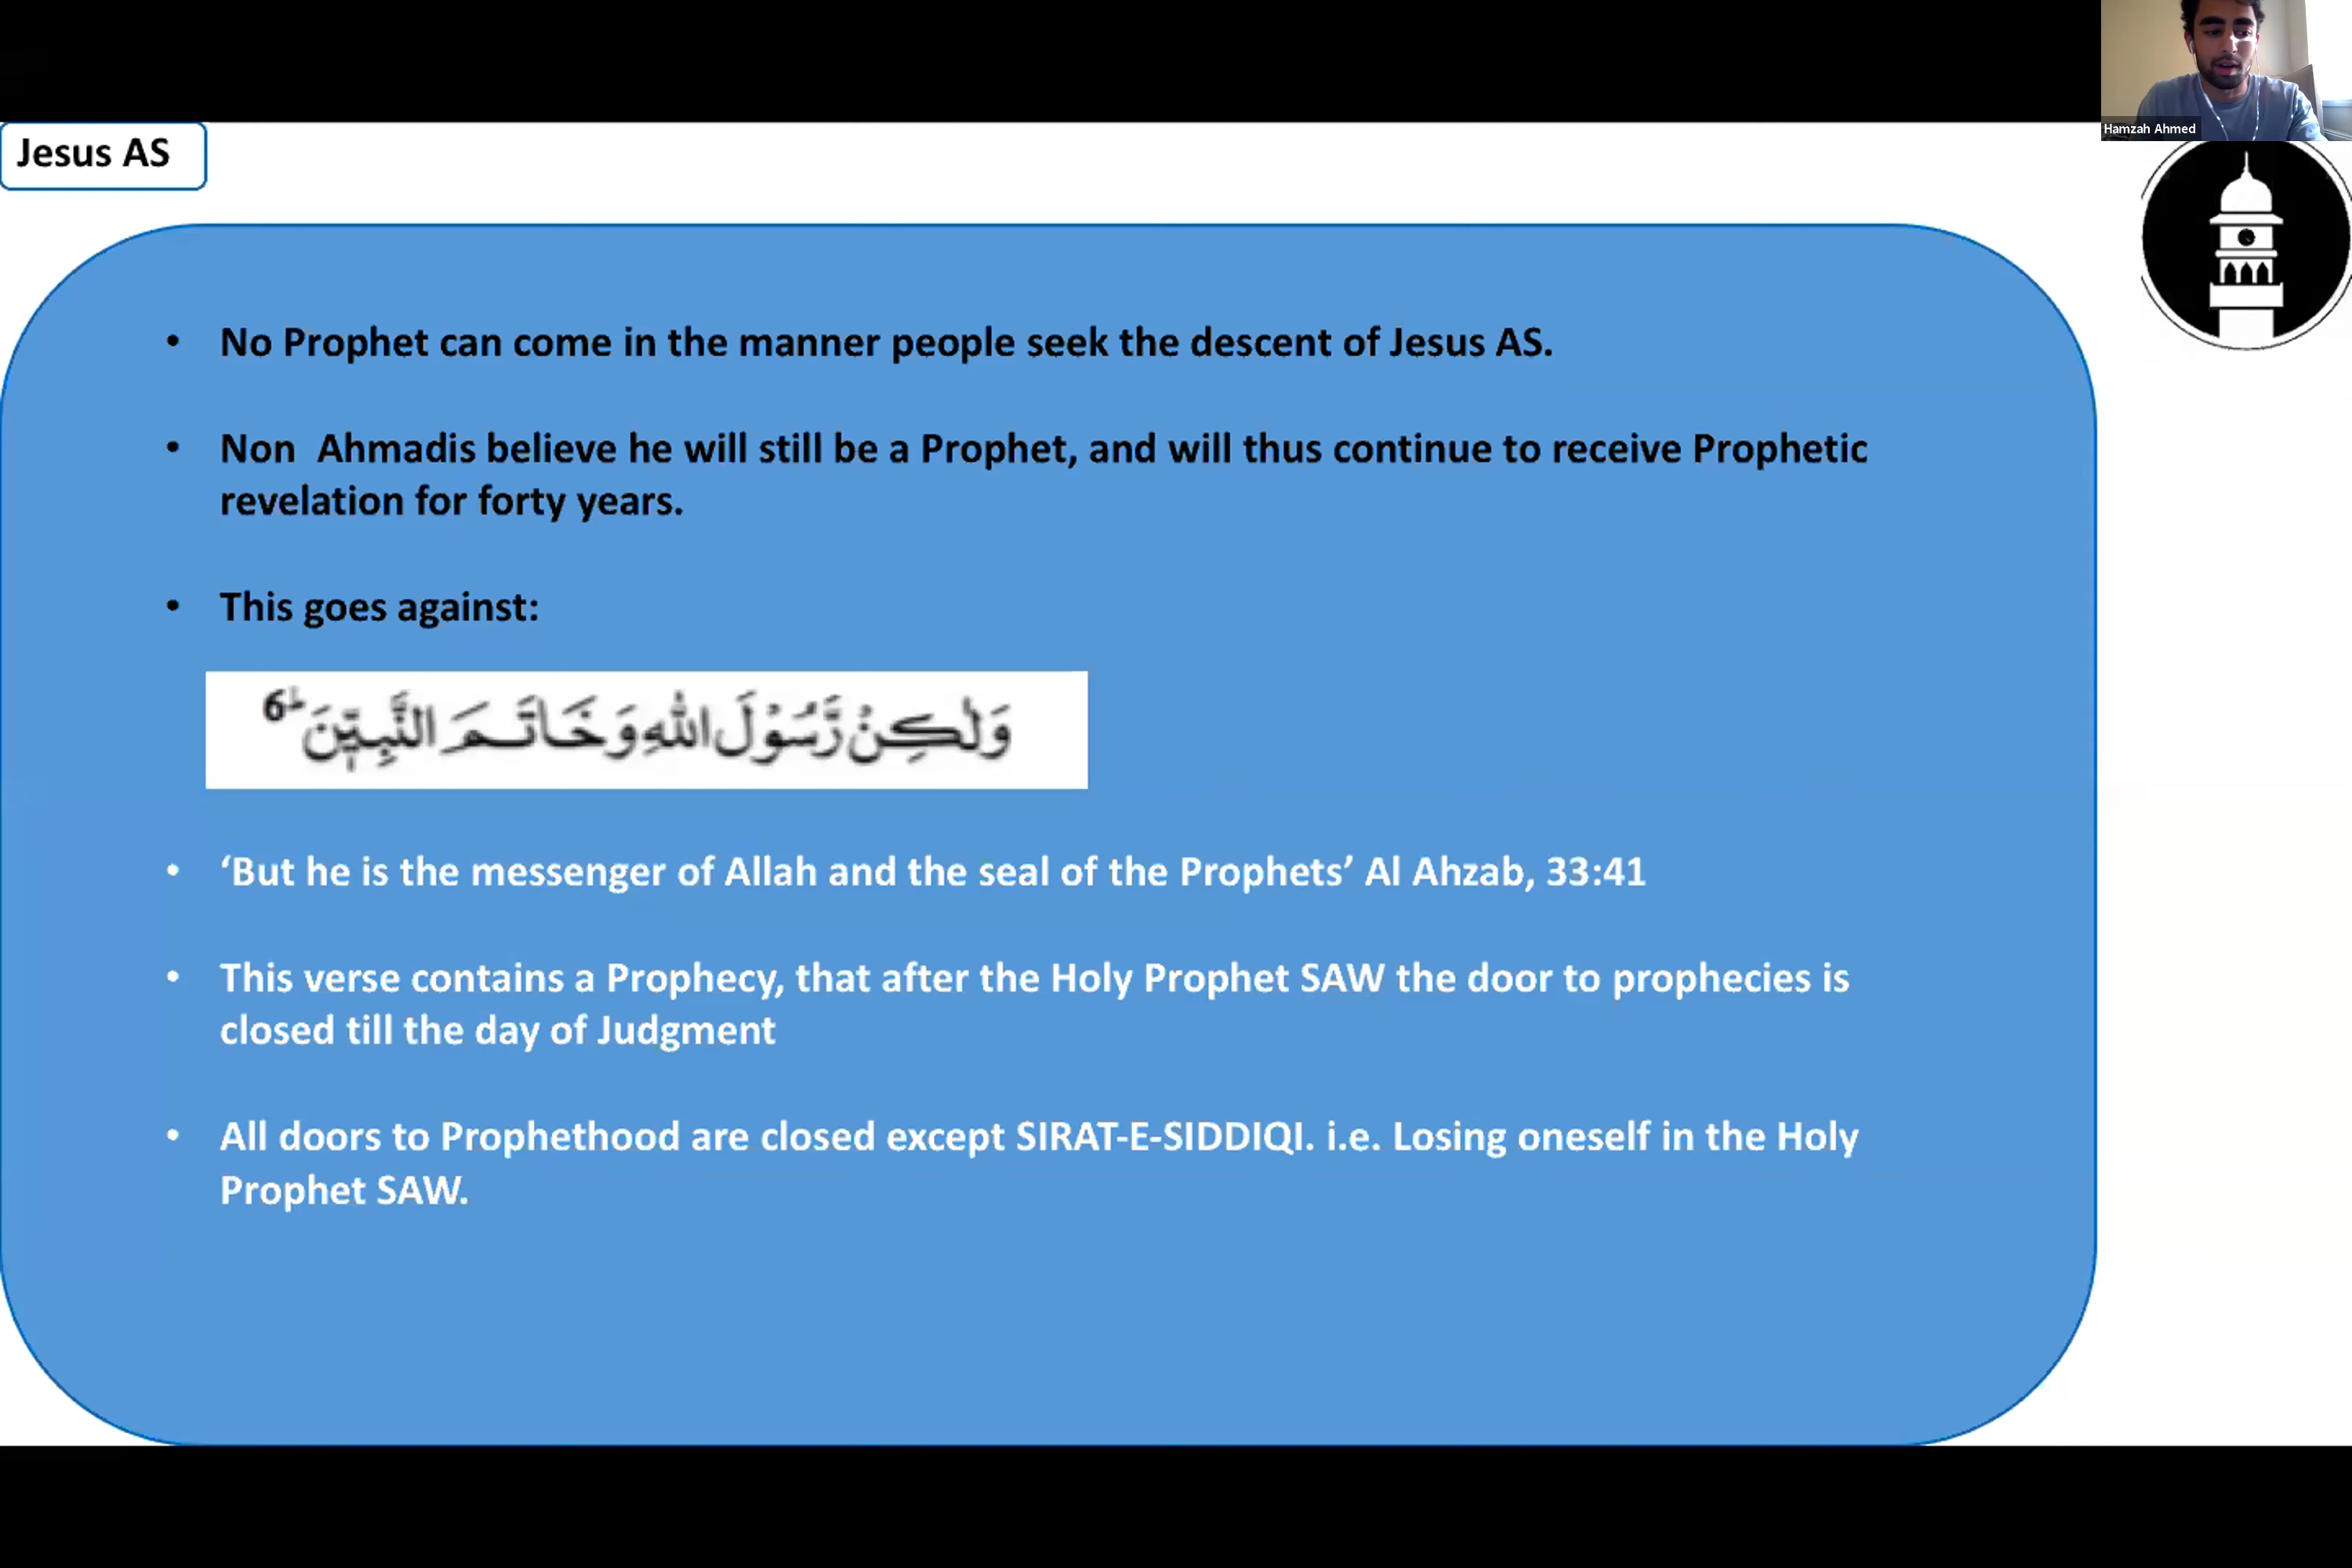 Hamzah Ahmed
Jesus AS
• No Prophet can come in the manner people seek the descent of Jesus AS.
• Non  Ahmadis believe he will still be a Prophet, and will thus continue to receive Prophetic
revelation for forty years.
• This goes against:
وَلٰكِنْ رَّسُوْلَ اللّٰهِ وَخَاتَمَ النَّبِيّٖنَ ؕ 6
• ‘But he is the messenger of Allah and the seal of the Prophets’ Al Ahzab, 33:41
• This verse contains a Prophecy, that after the Holy Prophet SAW the door to prophecies is
closed till the day of Judgment
• All doors to Prophethood are closed except SIRAT-E-SIDDIQI. i.e. Losing oneself in the Holy
Prophet SAW.